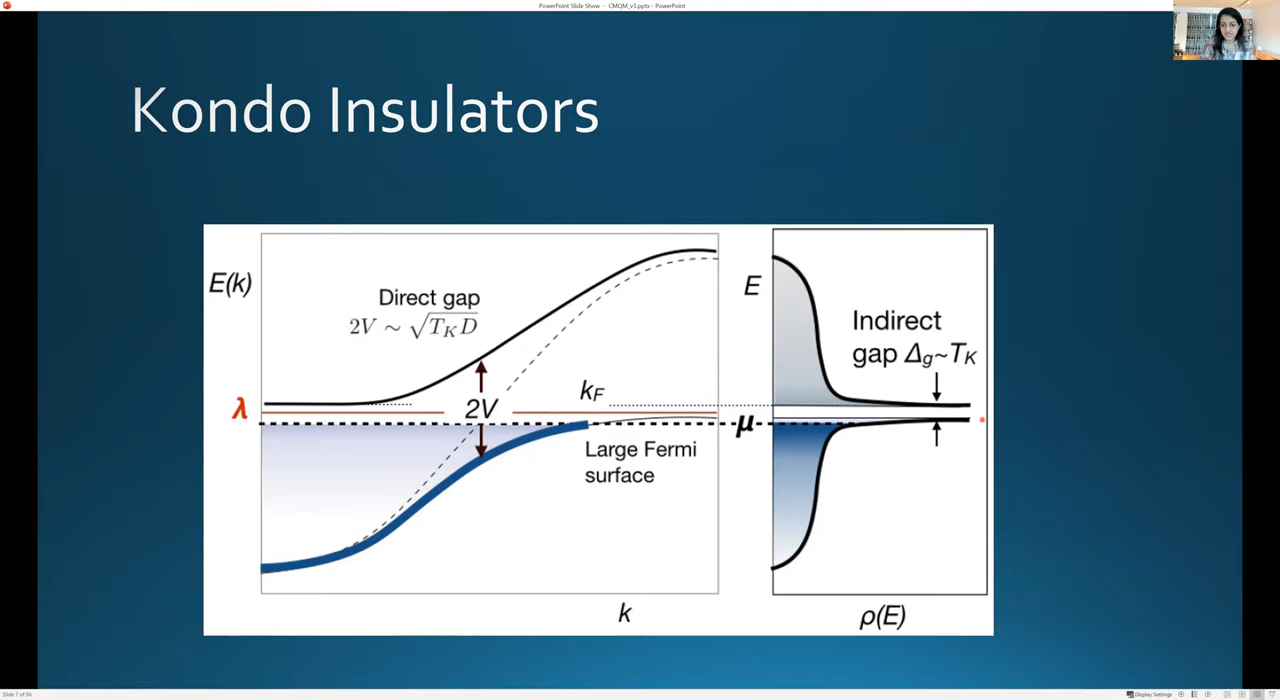 PowerPoint Slide Show - CMQM_v3.pptx - PowerPoint
Kondo Insulators
E(k)
Direct gap
2V ~ √T_K D
λ
2V
k_F
μ
Large Fermi
surface
k
E
Indirect
gap Δ_g~T_K
ρ(E)
Slide 7 of 56
Display Settings